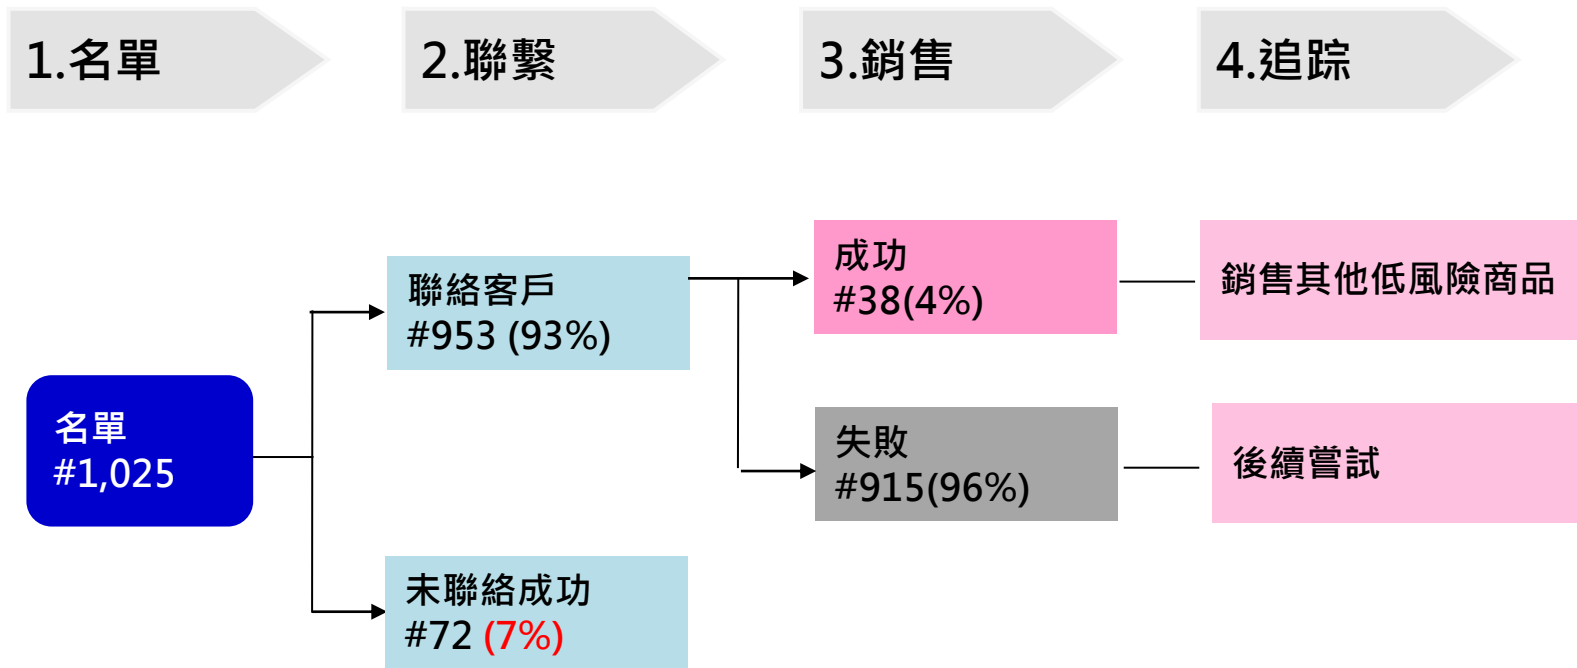 1.名單
2.聯繫
3.銷售
4.追踪
名單
#1,025
聯絡客戶
#953 (93%)
未聯絡成功
#72 (7%)
成功
#38(4%)
失敗
#915(96%)
銷售其他低風險商品
後續嘗試